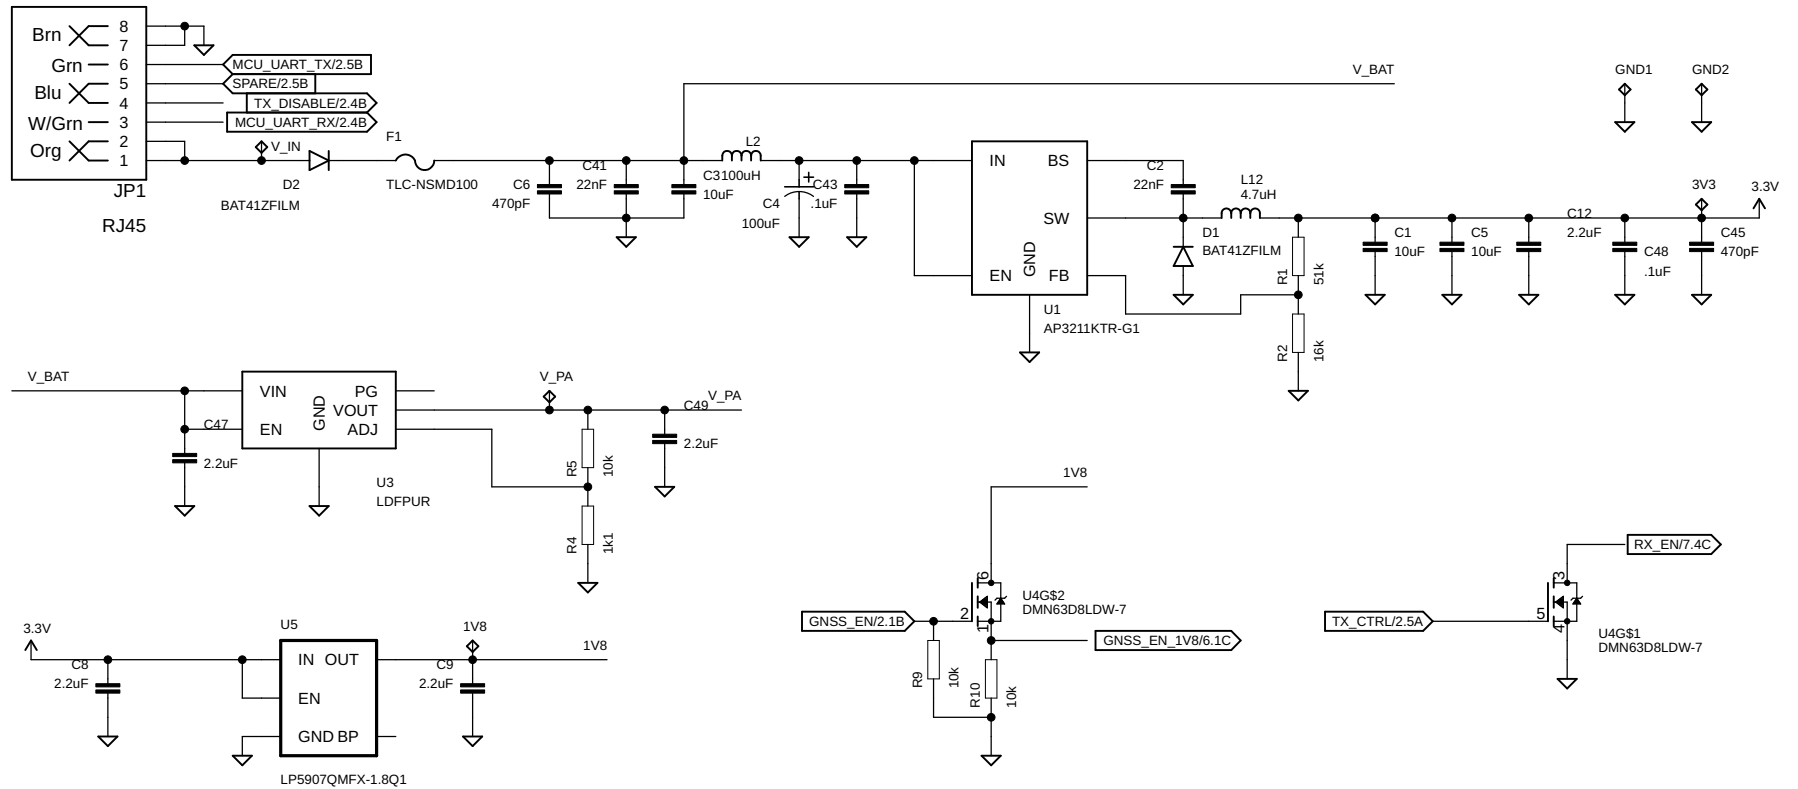 Brn
8
7
Grn
6
MCU_UART_TX/2.5B
Blu
5
SPARE/2.5B
4
TX_DISABLE/2.4B
W/Grn
3
MCU_UART_RX/2.4B
Org
2
1
JP1
RJ45
V_IN
D2
BAT41ZFILM
F1
TLC-NSMD100
C6
470pF
C41
22nF
C3
10uF
L2
100uH
C4
100uF
+
C43
.1uF
V_BAT
IN
BS
SW
GND
EN
FB
U1
AP3211KTR-G1
C2
22nF
L12
4.7uH
D1
BAT41ZFILM
R1
51k
R2
16k
C1
10uF
C5
10uF
C12
2.2uF
C48
.1uF
C45
470pF
3V3
3.3V
GND1
GND2
V_BAT
C47
2.2uF
VIN
PG
GND
VOUT
EN
ADJ
U3
LDFPUR
V_PA
V_PA
C49
2.2uF
R5
10k
R4
1k1
3.3V
C8
2.2uF
U5
IN OUT
EN
GND BP
LP5907QMFX-1.8Q1
1V8
C9
2.2uF
1V8
1V8
GNSS_EN/2.1B
2
6
1
U4G$2
DMN63D8LDW-7
GNSS_EN_1V8/6.1C
R9
10k
R10
10k
RX_EN/7.4C
TX_CTRL/2.5A
5
3
4
U4G$1
DMN63D8LDW-7